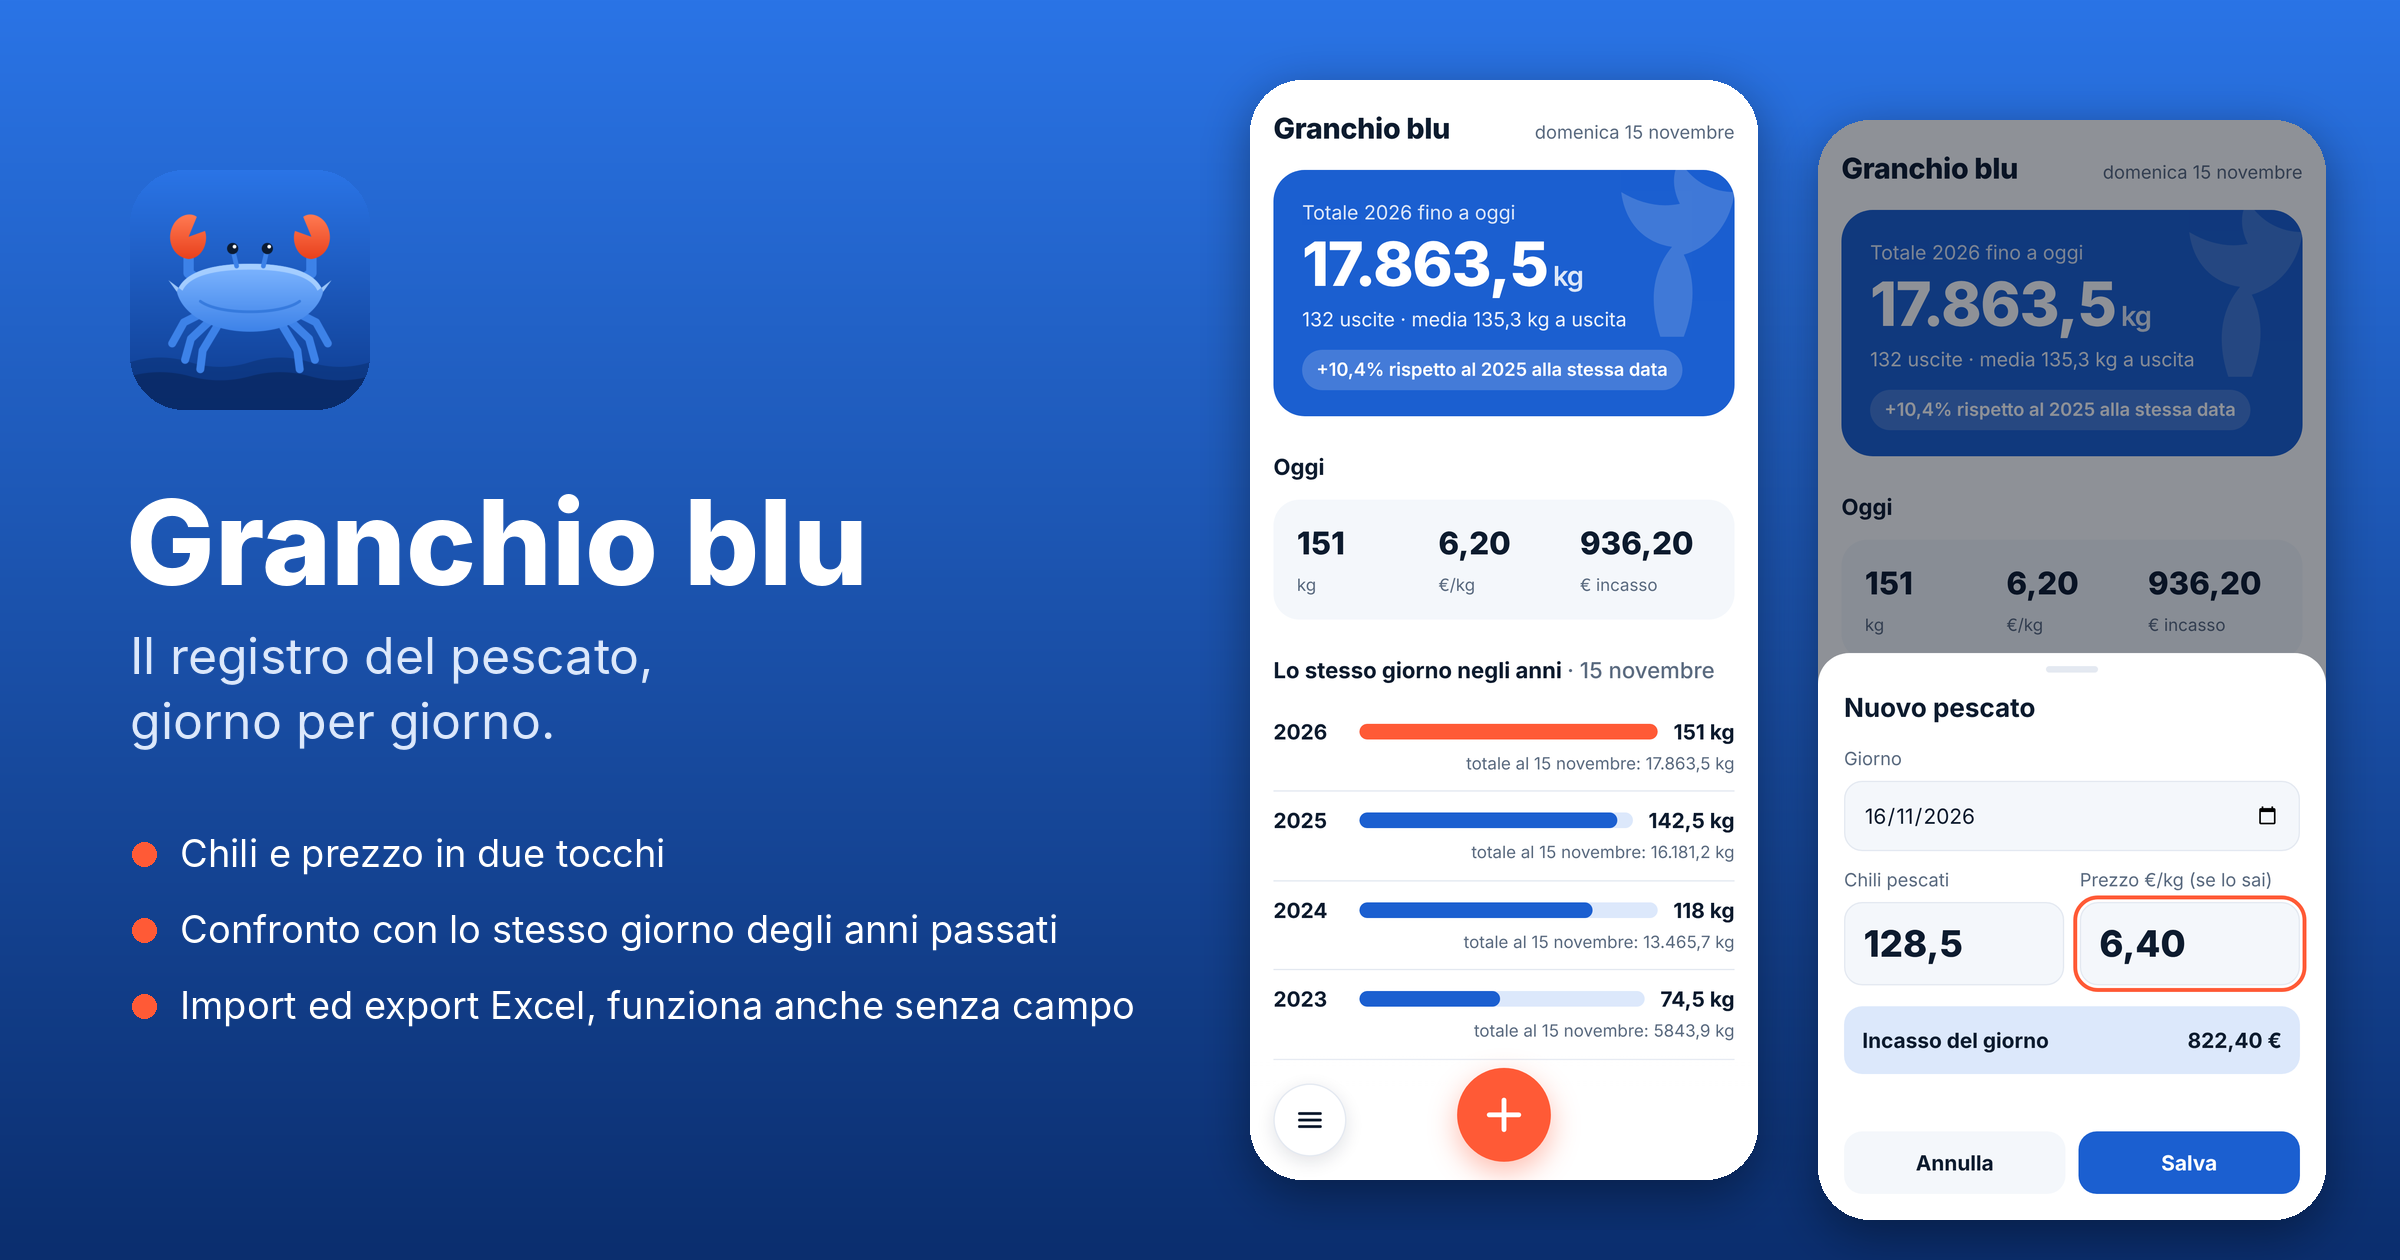 Granchio blu
Il registro del pescato,
giorno per giorno.
Chili e prezzo in due tocchi
Confronto con lo stesso giorno degli anni passati
Import ed export Excel, funziona anche senza campo
Granchio blu
domenica 15 novembre
Totale 2026 fino a oggi
17.863,5 kg
132 uscite · media 135,3 kg a uscita
+10,4% rispetto al 2025 alla stessa data
Oggi
151 6,20 936,20
kg €/kg € incasso
Lo stesso giorno negli anni · 15 novembre
2026 151 kg
totale al 15 novembre: 17.863,5 kg
2025 142,5 kg
totale al 15 novembre: 16.181,2 kg
2024 118 kg
totale al 15 novembre: 13.465,7 kg
2023 74,5 kg
totale al 15 novembre: 5843,9 kg
Granchio blu
domenica 15 novembre
Totale 2026 fino a oggi
17.863,5 kg
132 uscite · media 135,3 kg a uscita
+10,4% rispetto al 2025 alla stessa data
Oggi
151 6,20 936,20
kg €/kg € incasso
Nuovo pescato
Giorno
16/11/2026
Chili pescati Prezzo €/kg (se lo sai)
128,5 6,40
Incasso del giorno 822,40 €
Annulla Salva